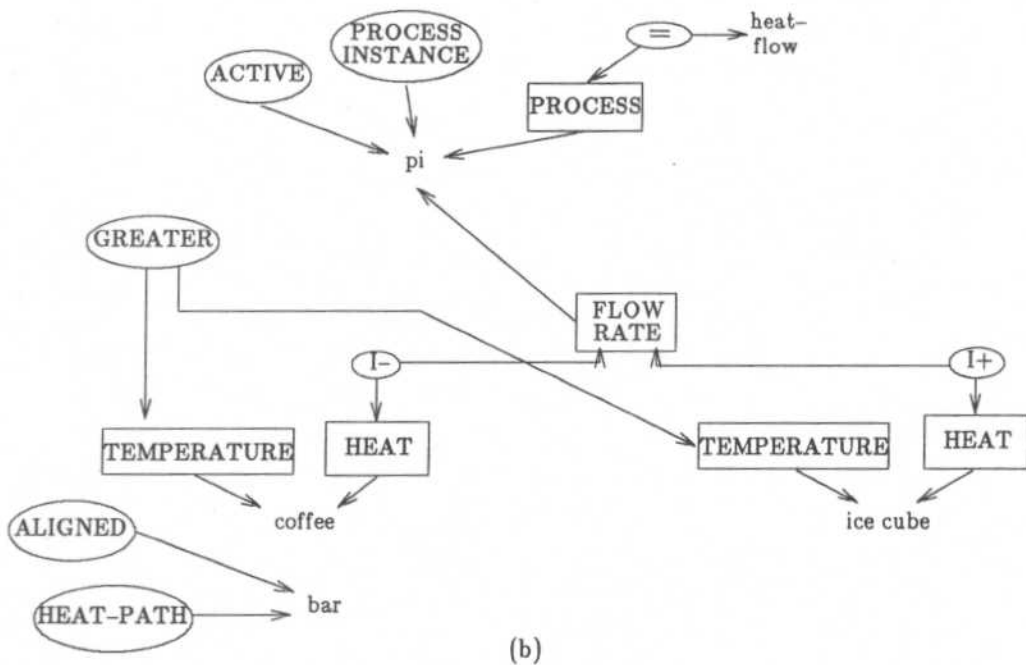 PROCESS
INSTANCE
=
heat–
flow
ACTIVE
PROCESS
pi
GREATER
FLOW
RATE
I–
I+
TEMPERATURE
HEAT
TEMPERATURE
HEAT
coffee
ice cube
ALIGNED
bar
HEAT–PATH
(b)